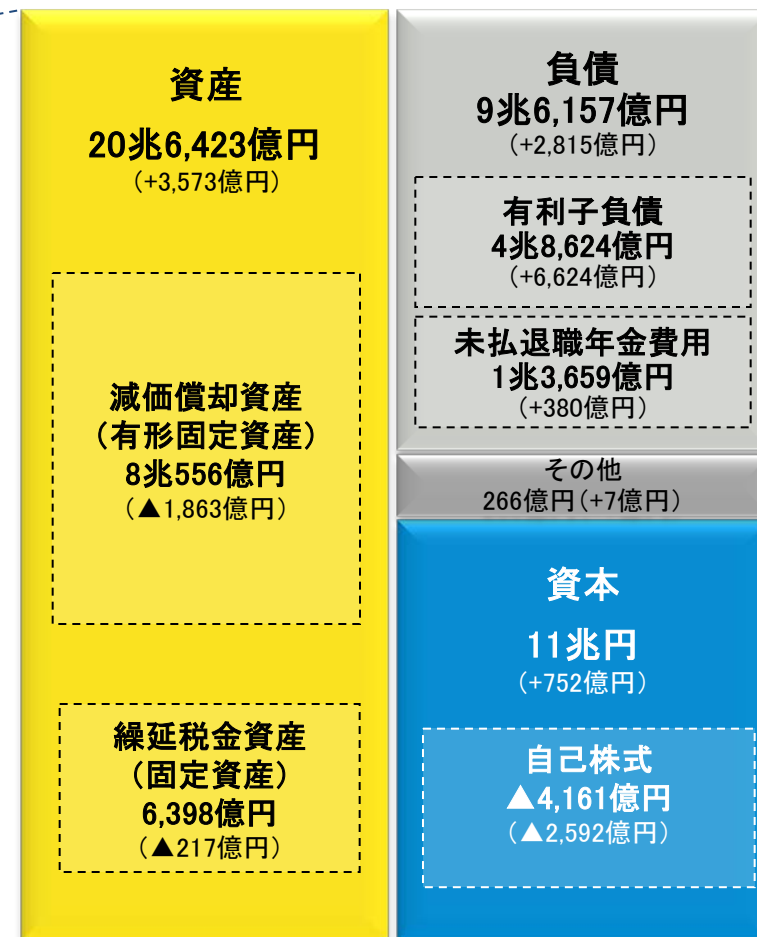 資産
20兆6,423億円
(+3,573億円)
減価償却資産
(有形固定資産)
8兆556億円
(▲1,863億円)
繰延税金資産
(固定資産)
6,398億円
(▲217億円)
負債
9兆6,157億円
(+2,815億円)
有利子負債
4兆8,624億円
(+6,624億円)
未払退職年金費用
1兆3,659億円
(+380億円)
その他
266億円(+7億円)
資本
11兆円
(+752億円)
自己株式
▲4,161億円
(▲2,592億円)